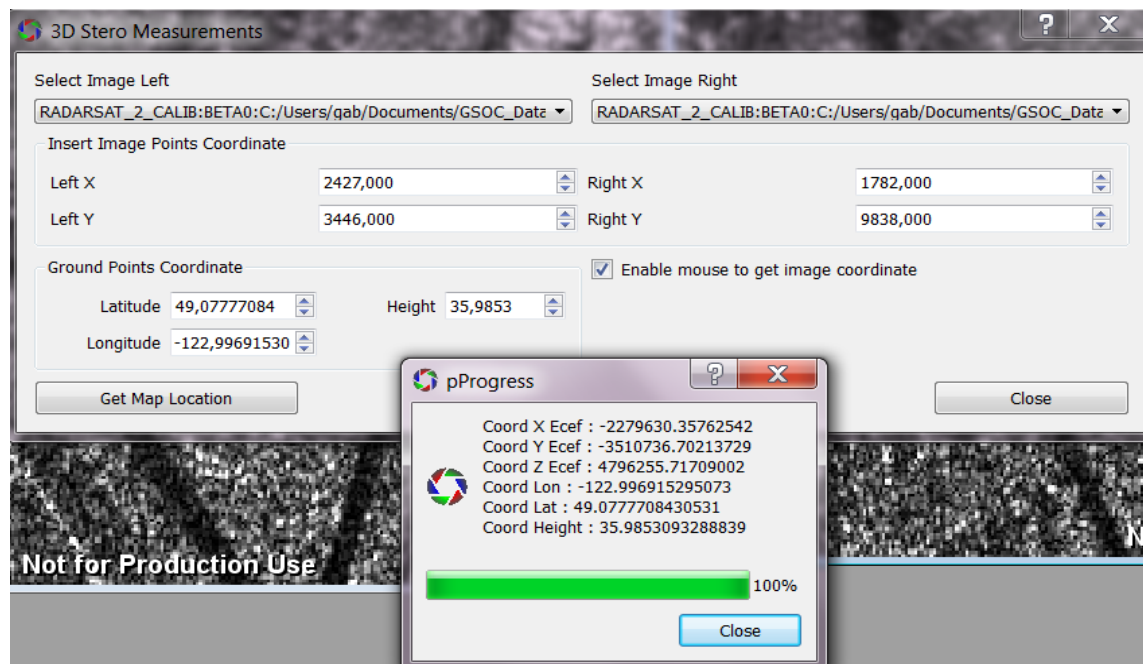 3D Stero Measurements
Select Image Left
Select Image Right
RADARSAT_2_CALIB:BETA0:C:/Users/gab/Documents/GSOC_Data
RADARSAT_2_CALIB:BETA0:C:/Users/gab/Documents/GSOC_Data
Insert Image Points Coordinate
Left X 2427,000 Right X 1782,000
Left Y 3446,000 Right Y 9838,000
Ground Points Coordinate
Enable mouse to get image coordinate
Latitude 49,07777084 Height 35,9853
Longitude -122,99691530
Get Map Location
Close
pProgress
Coord X Ecef : -2279630.35762542
Coord Y Ecef : -3510736.70213729
Coord Z Ecef : 4796255.71709002
Coord Lon : -122.996915295073
Coord Lat : 49.0777708430531
Coord Height : 35.9853093288839
100%
Close
Not for Production Use
N